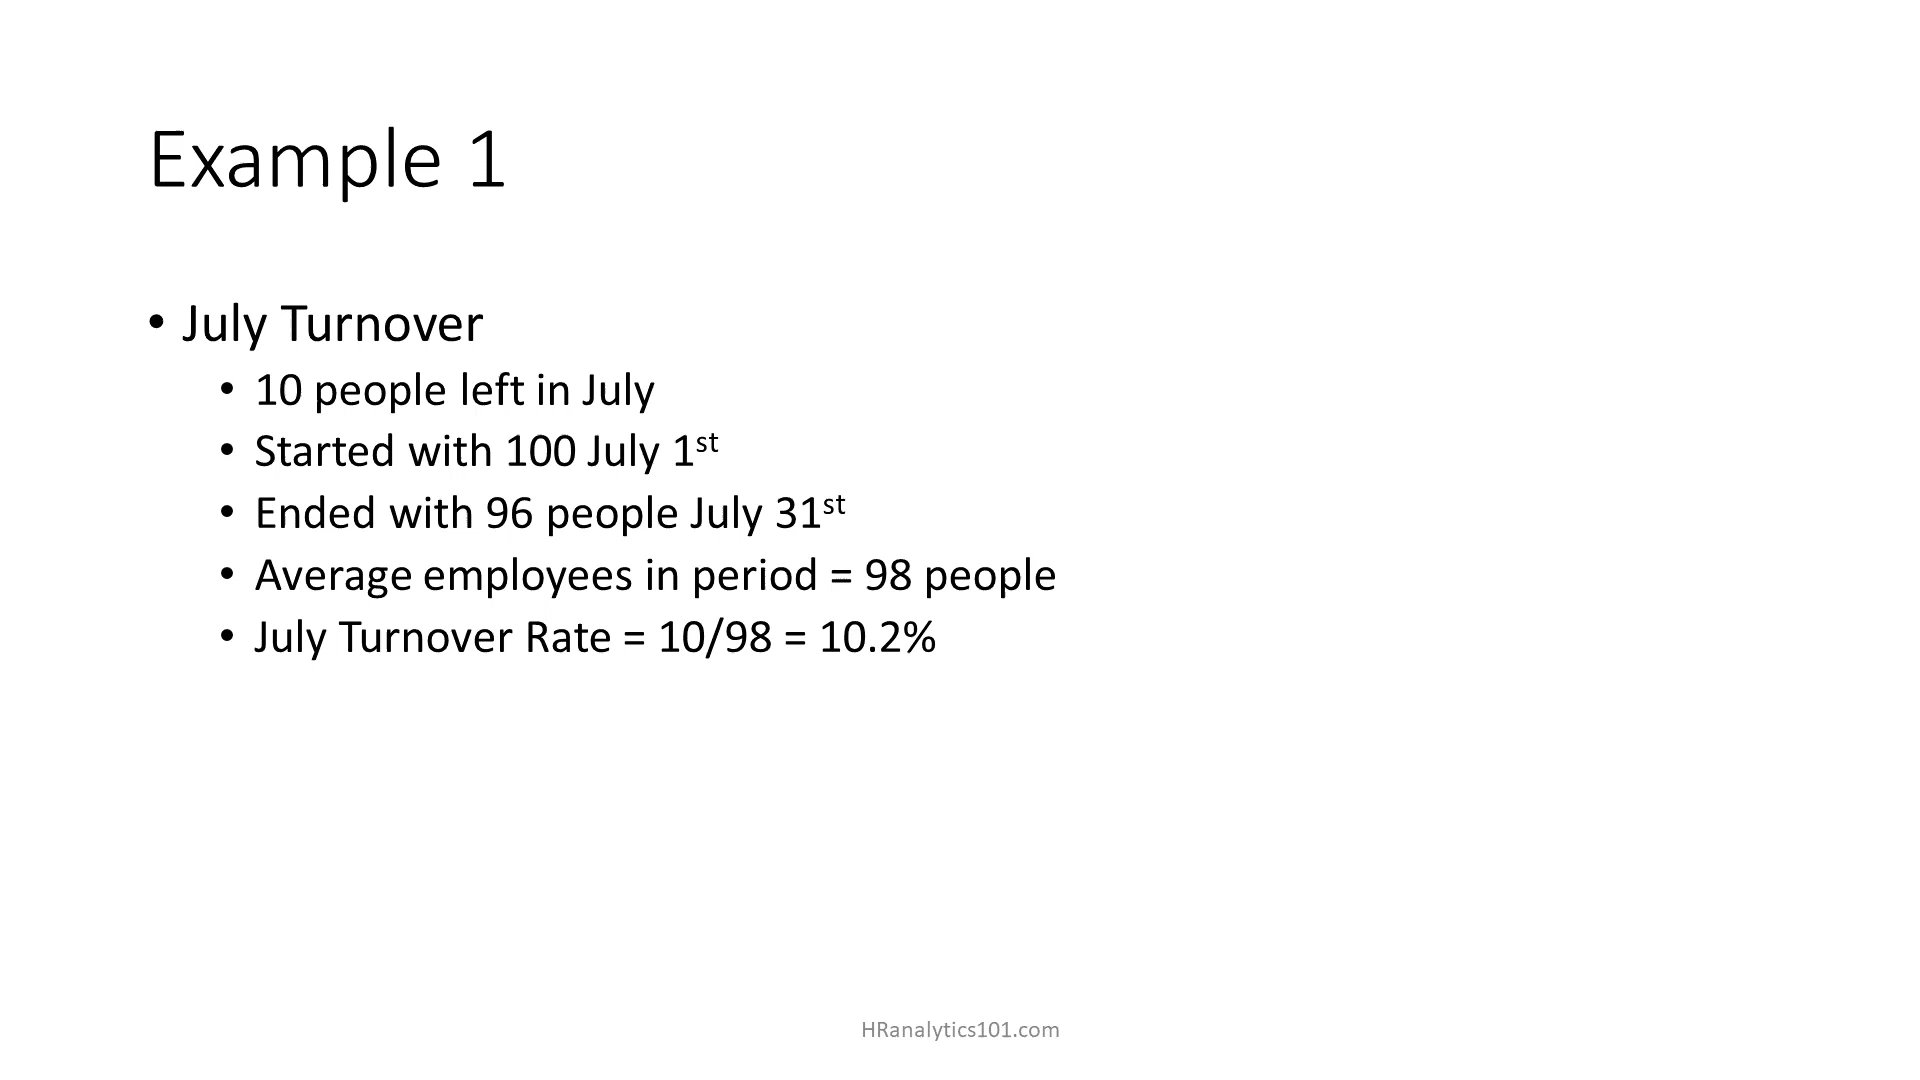 Example 1
• July Turnover
• 10 people left in July
• Started with 100 July 1st
• Ended with 96 people July 31st
• Average employees in period = 98 people
• July Turnover Rate = 10/98 = 10.2%
HRanalytics101.com